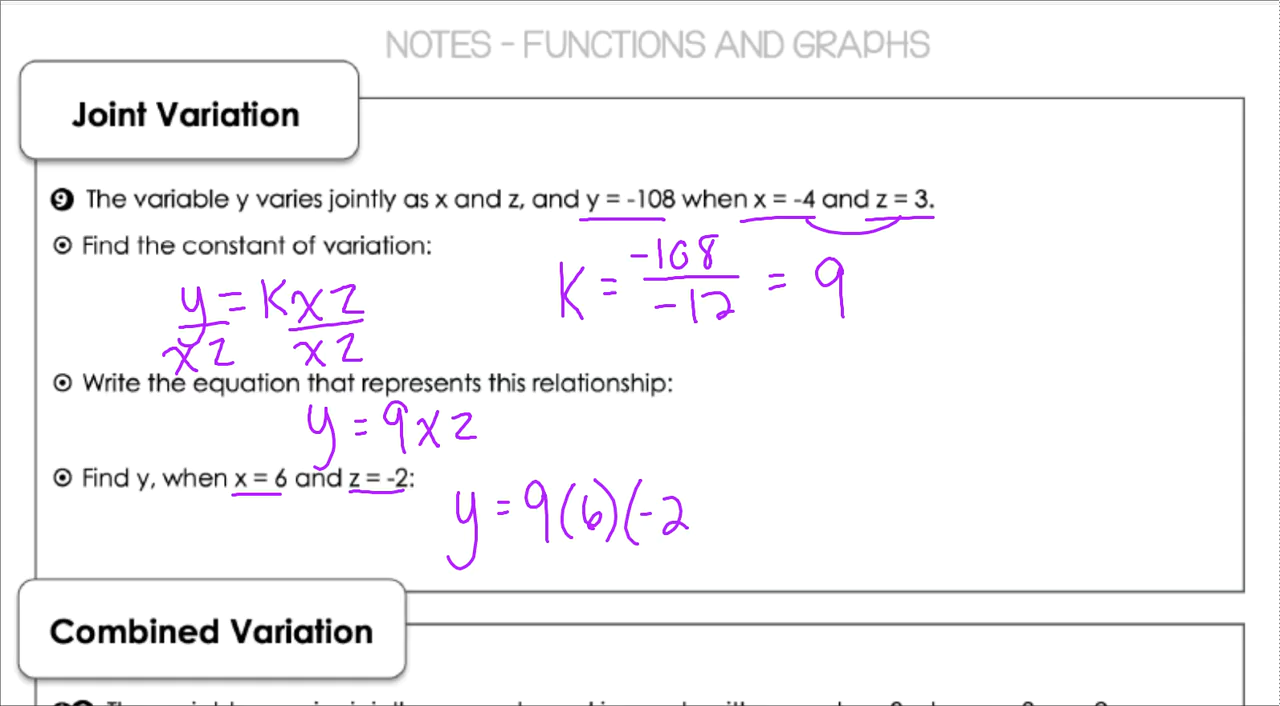 NOTES - FUNCTIONS AND GRAPHS
Joint Variation
❾ The variable y varies jointly as x and z, and y = -108 when x = -4 and z = 3.
⊙ Find the constant of variation:
y = Kxz
xz xz
K = -108 / -12 = 9
⊙ Write the equation that represents this relationship:
y = 9xz
⊙ Find y, when x = 6 and z = -2:
y = 9(6)(-2
Combined Variation